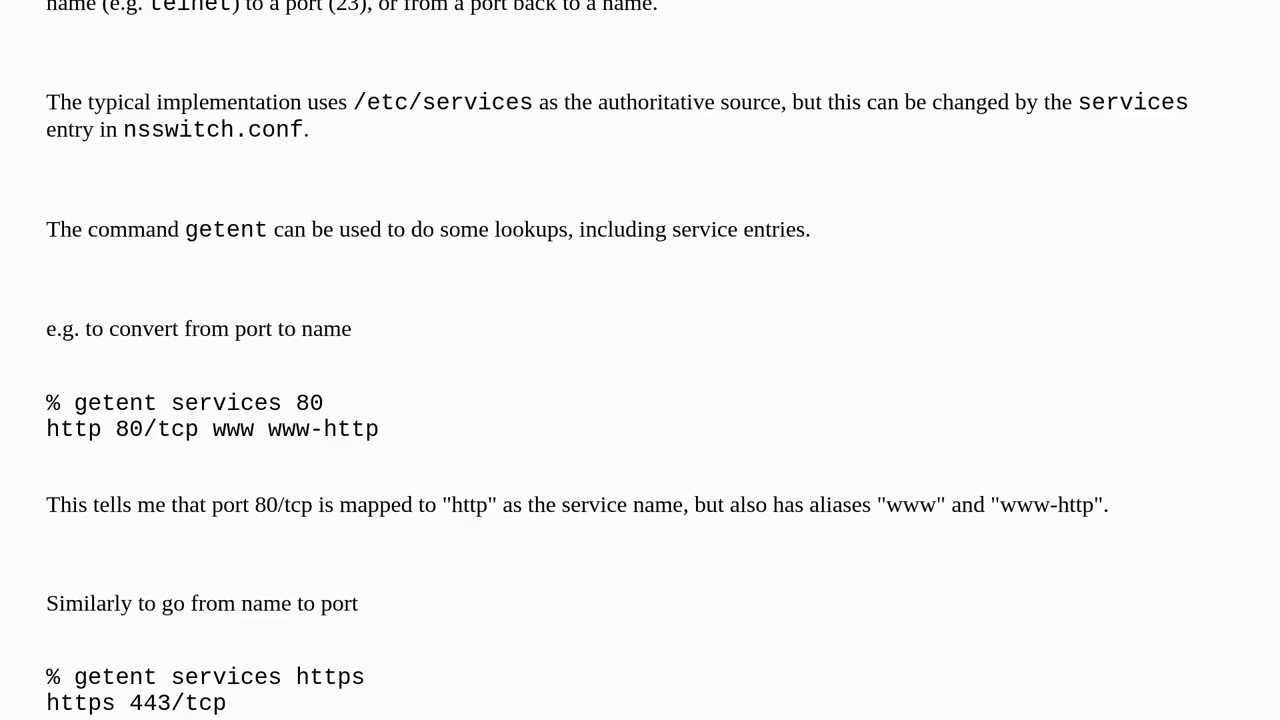 name (e.g. telnet) to a port (23), or from a port back to a name.
The typical implementation uses /etc/services as the authoritative source, but this can be changed by the services
entry in nsswitch.conf.
The command getent can be used to do some lookups, including service entries.
e.g. to convert from port to name
% getent services 80
http 80/tcp www www-http
This tells me that port 80/tcp is mapped to "http" as the service name, but also has aliases "www" and "www-http".
Similarly to go from name to port
% getent services https
https 443/tcp